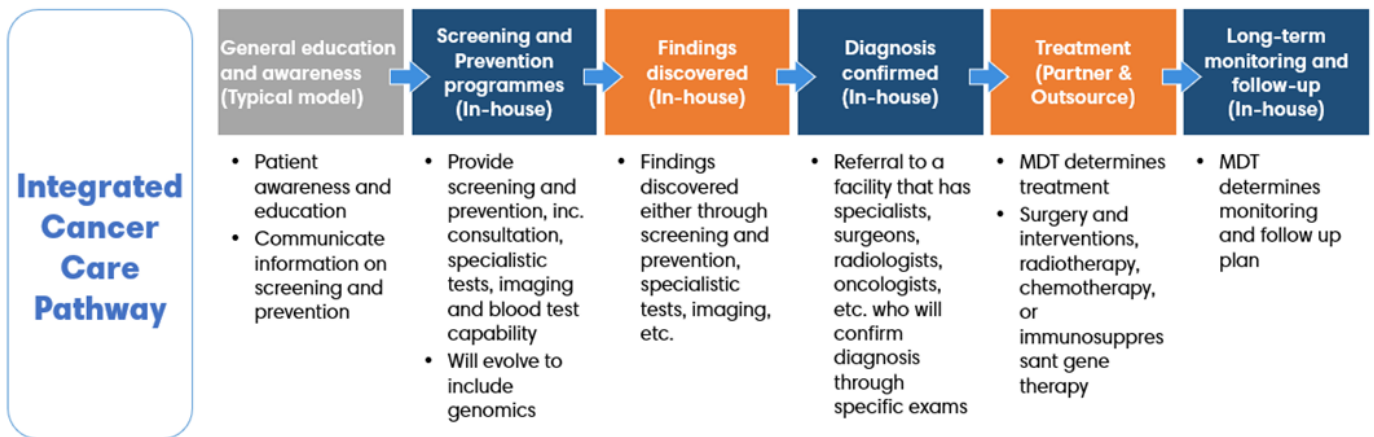 Integrated
Cancer
Care
Pathway
General education
and awareness
(Typical model)
• Patient
awareness and
education
• Communicate
information on
screening and
prevention
Screening and
Prevention
programmes
(In-house)
• Provide
screening and
prevention, inc.
consultation,
specialistic
tests, imaging
and blood test
capability
• Will evolve to
include
genomics
Findings
discovered
(In-house)
• Findings
discovered
either through
screening and
prevention,
specialistic
tests, imaging,
etc.
Diagnosis
confirmed
(In-house)
• Referral to a
facility that has
specialists,
surgeons,
radiologists,
oncologists,
etc. who will
confirm
diagnosis
through
specific exams
Treatment
(Partner &
Outsource)
• MDT determines
treatment
• Surgery and
interventions,
radiotherapy,
chemotherapy,
or
immunosuppres
sant gene
therapy
Long-term
monitoring and
follow-up
(In-house)
• MDT
determines
monitoring
and follow up
plan